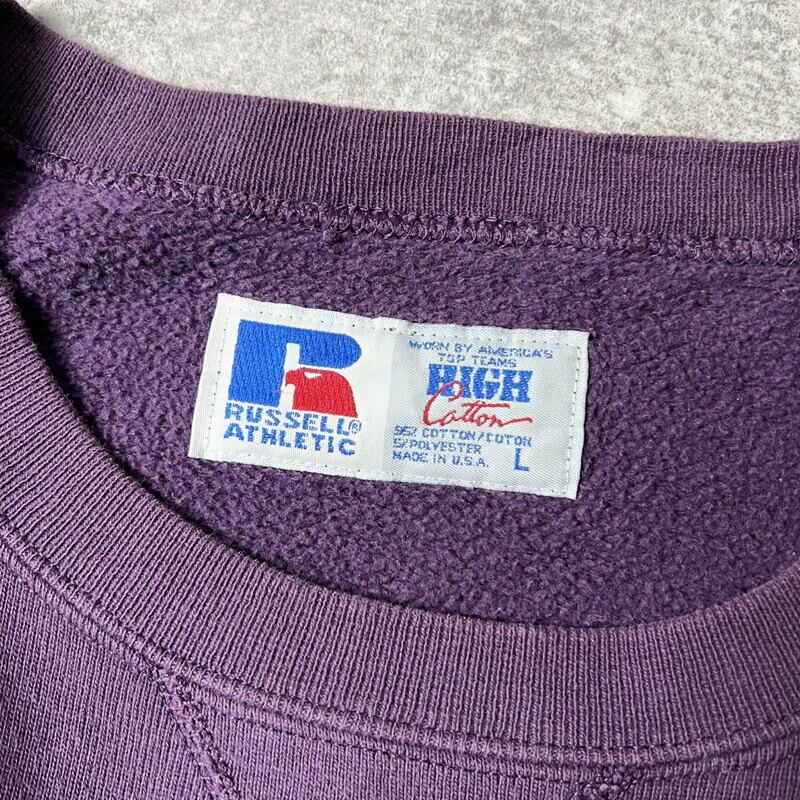 RUSSELL®
ATHLETIC
WORN BY AMERICA'S
TOP TEAMS
HIGH
Cotton
95% COTTON/COTON
5%POLYESTER
MADE IN U.S.A.
L